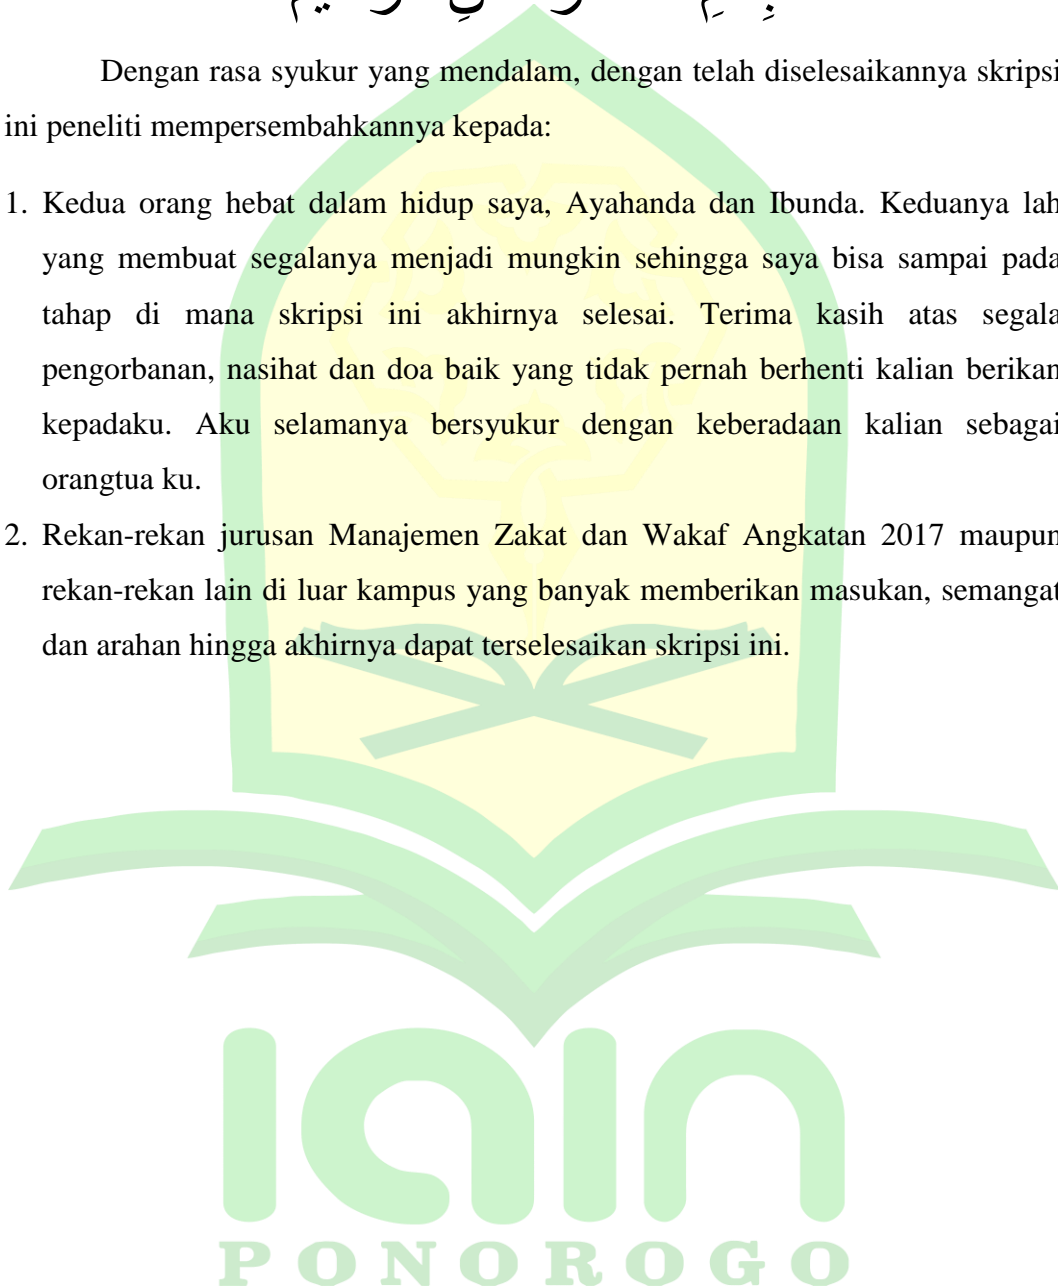 Dengan rasa syukur yang mendalam, dengan telah diselesaikannya skripsi
ini peneliti mempersembahkannya kepada:
1. Kedua orang hebat dalam hidup saya, Ayahanda dan Ibunda. Keduanya lah
yang membuat segalanya menjadi mungkin sehingga saya bisa sampai pada
tahap di mana skripsi ini akhirnya selesai. Terima kasih atas segala
pengorbanan, nasihat dan doa baik yang tidak pernah berhenti kalian berikan
kepadaku. Aku selamanya bersyukur dengan keberadaan kalian sebagai
orangtua ku.
2. Rekan-rekan jurusan Manajemen Zakat dan Wakaf Angkatan 2017 maupun
rekan-rekan lain di luar kampus yang banyak memberikan masukan, semangat
dan arahan hingga akhirnya dapat terselesaikan skripsi ini.
IAIN
PONOROGO